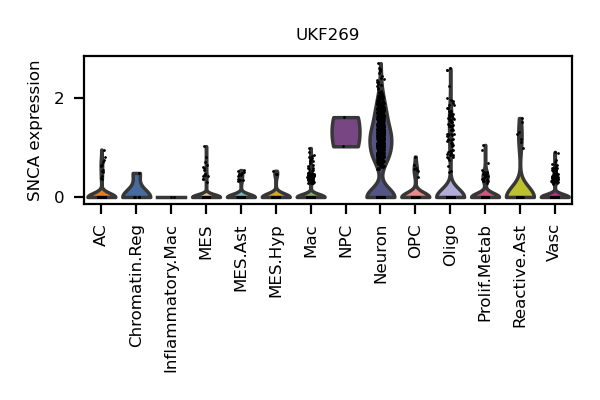 UKF269
SNCA expression
2
0
AC
Chromatin.Reg
Inflammatory.Mac
MES
MES.Ast
MES.Hyp
Mac
NPC
Neuron
OPC
Oligo
Prolif.Metab
Reactive.Ast
Vasc